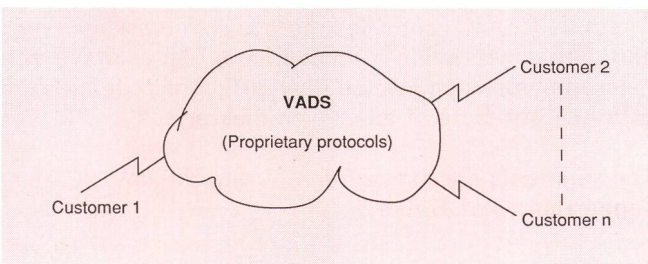 Customer 2
VADS
(Proprietary protocols)
Customer 1
Customer n